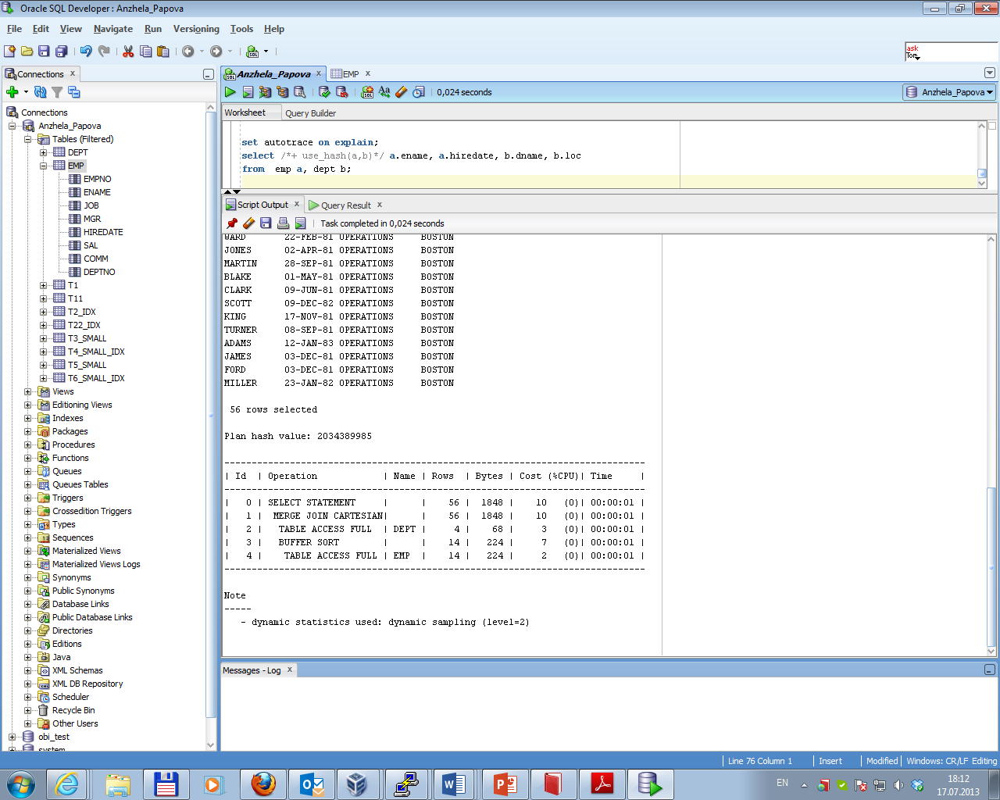 Oracle SQL Developer : Anzhela_Papova
File Edit View Navigate Run Versioning Tools Help
ask
Tom
Connections
Connections
Anzhela_Papova
Tables (Filtered)
DEPT
EMP
EMPNO
ENAME
JOB
MGR
HIREDATE
SAL
COMM
DEPTNO
T1
T11
T2_IDX
T22_IDX
T3_SMALL
T4_SMALL_IDX
T5_SMALL
T6_SMALL_IDX
Views
Editioning Views
Indexes
Packages
Procedures
Functions
Queues
Queues Tables
Triggers
Crossedition Triggers
Types
Sequences
Materialized Views
Materialized Views Logs
Synonyms
Public Synonyms
Database Links
Public Database Links
Directories
Editions
Java
XML Schemas
XML DB Repository
Scheduler
Recycle Bin
Other Users
obi_test
system
Anzhela_Papova EMP
0,024 seconds Anzhela_Papova
Worksheet Query Builder
set autotrace on explain;
select /*+ use_hash(a,b)*/ a.ename, a.hiredate, b.dname, b.loc
from  emp a, dept b;
Script Output Query Result
Task completed in 0,024 seconds
WARD       22-FEB-81 OPERATIONS     BOSTON
JONES      02-APR-81 OPERATIONS     BOSTON
MARTIN     28-SEP-81 OPERATIONS     BOSTON
BLAKE      01-MAY-81 OPERATIONS     BOSTON
CLARK      09-JUN-81 OPERATIONS     BOSTON
SCOTT      09-DEC-82 OPERATIONS     BOSTON
KING       17-NOV-81 OPERATIONS     BOSTON
TURNER     08-SEP-81 OPERATIONS     BOSTON
ADAMS      12-JAN-83 OPERATIONS     BOSTON
JAMES      03-DEC-81 OPERATIONS     BOSTON
FORD       03-DEC-81 OPERATIONS     BOSTON
MILLER     23-JAN-82 OPERATIONS     BOSTON
56 rows selected
Plan hash value: 2034389985
-----------------------------------------------------------------------------
| Id  | Operation            | Name | Rows  | Bytes | Cost (%CPU)| Time     |
-----------------------------------------------------------------------------
|   0 | SELECT STATEMENT     |      |    56 |  1848 |    10   (0)| 00:00:01 |
|   1 |  MERGE JOIN CARTESIAN|      |    56 |  1848 |    10   (0)| 00:00:01 |
|   2 |   TABLE ACCESS FULL  | DEPT |     4 |    68 |     3   (0)| 00:00:01 |
|   3 |   BUFFER SORT        |      |    14 |   224 |     7   (0)| 00:00:01 |
|   4 |    TABLE ACCESS FULL | EMP  |    14 |   224 |     2   (0)| 00:00:01 |
-----------------------------------------------------------------------------
Note
-----
   - dynamic statistics used: dynamic sampling (level=2)
Messages - Log
Line 76 Column 1 Insert Modified Windows: CR/LF Editing
EN 18:12
17.07.2013